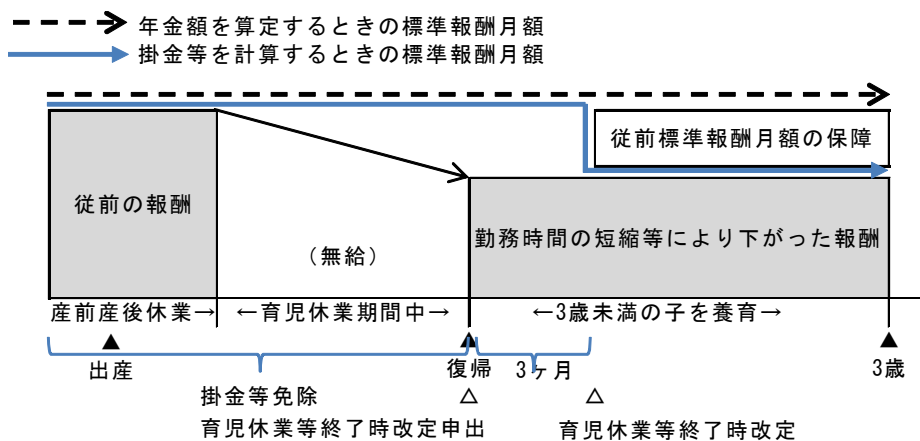 年金額を算定するときの標準報酬月額
掛金等を計算するときの標準報酬月額
従前標準報酬月額の保障
従前の報酬
(無給)
勤務時間の短縮等により下がった報酬
産前産後休業→
←育児休業期間中→
←3歳未満の子を養育→
▲
▲
▲
出産
復帰
3ヶ月
3歳
掛金等免除
△
△
育児休業等終了時改定申出
育児休業等終了時改定